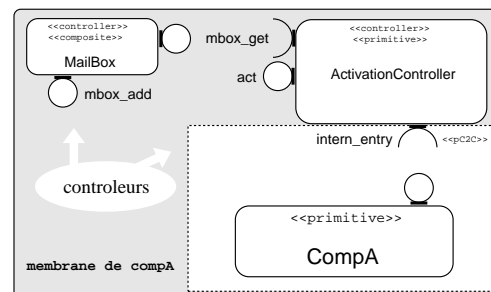 <<controller>>
<<composite>>
MailBox
mbox_add
mbox_get
act
<<controller>>
<<primitive>>
ActivationController
intern_entry
<<pC2C>>
controleurs
<<primitive>>
CompA
membrane de compA